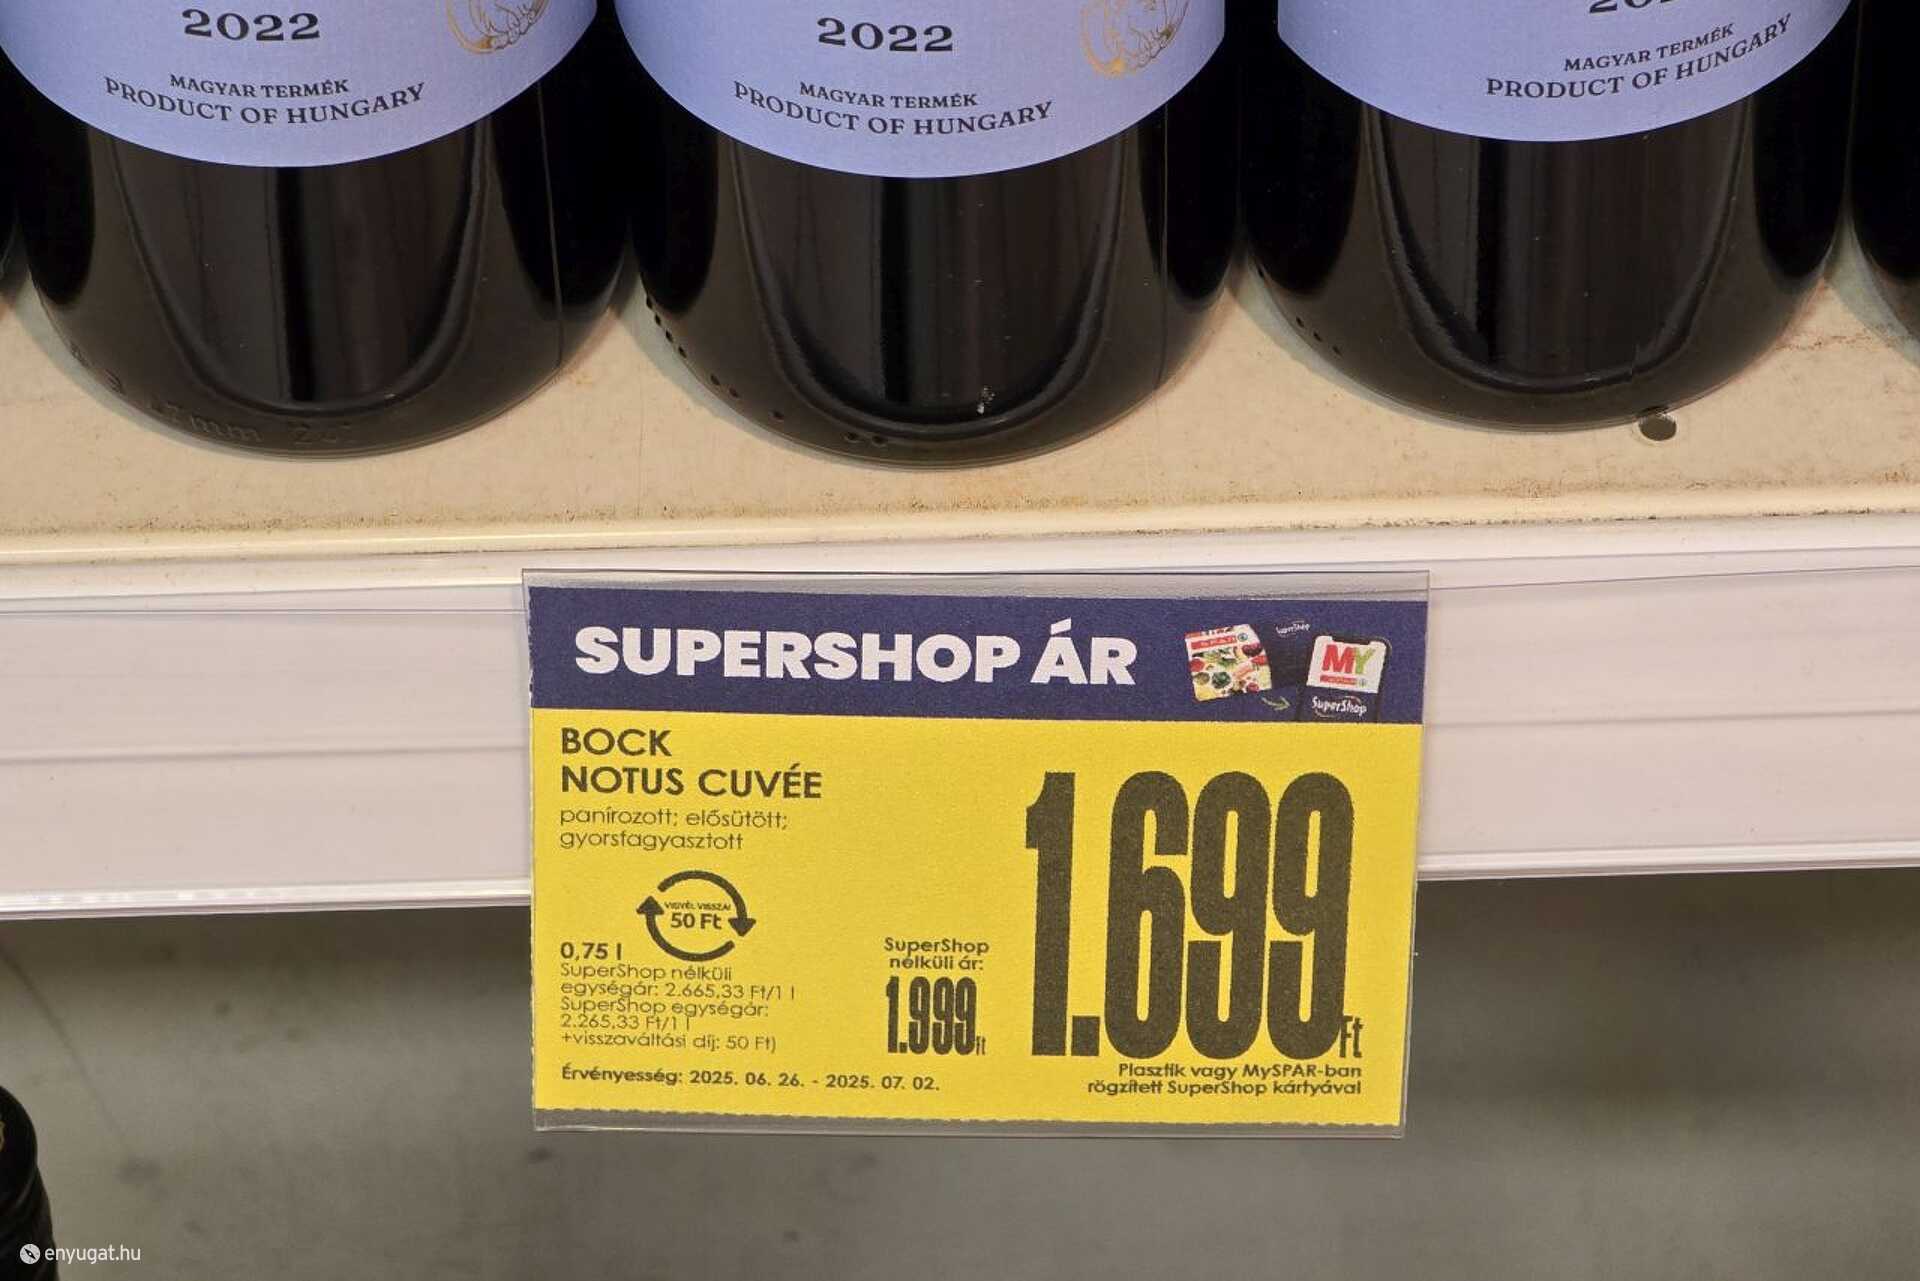 2022
MAGYAR TERMÉK
PRODUCT OF HUNGARY
2022
MAGYAR TERMÉK
PRODUCT OF HUNGARY
MAGYAR TERMÉK
PRODUCT OF HUNGARY
SUPERSHOP ÁR
SPAR
SuperShop
MY
SuperShop
BOCK
NOTUS CUVÉE
panírozott; elősütött;
gyorsfagyasztott
VIGYÉL VISSZA!
50 Ft
0,75 l
SuperShop nélküli
egységár: 2.665,33 Ft/1 l
SuperShop egységár:
2.265,33 Ft/1 l
+visszaváltási díj: 50 Ft)
SuperShop
nélküli ár:
1.999 Ft
1.699 Ft
Plasztik vagy MySPAR-ban
rögzített SuperShop kártyával
Érvényesség: 2025. 06. 26. - 2025. 07. 02.
enyugat.hu